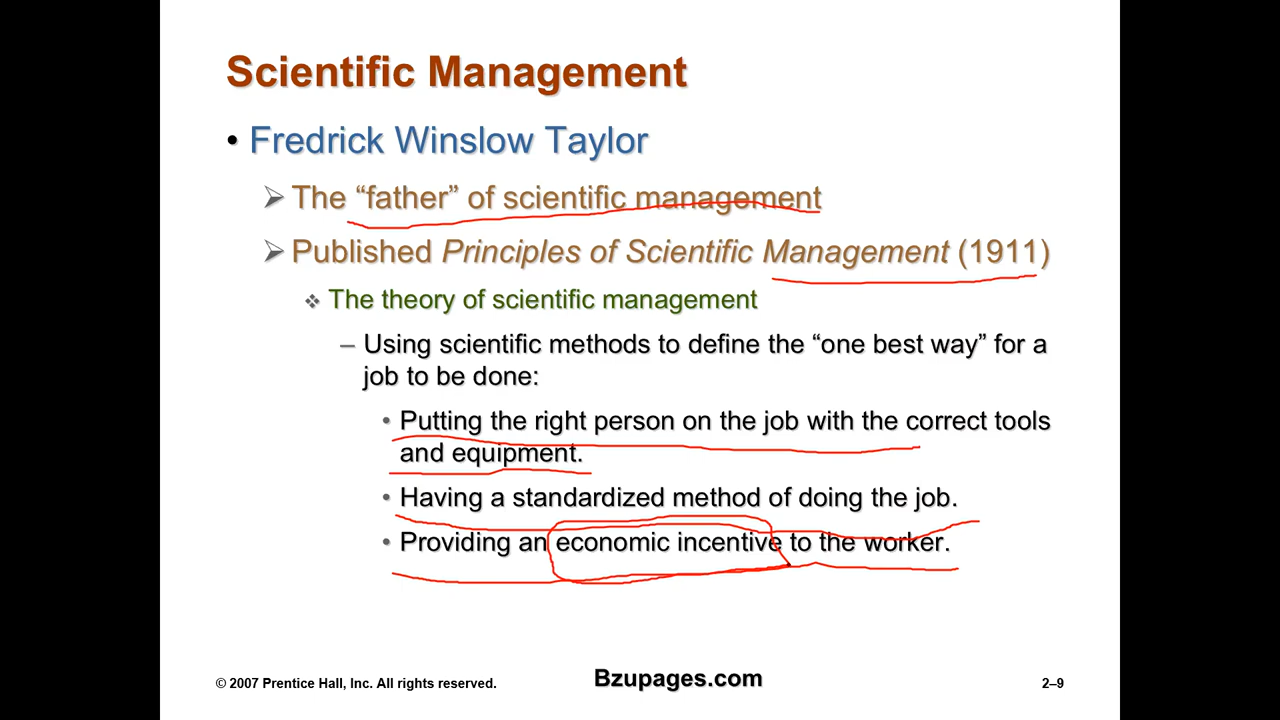 Scientific Management
• Fredrick Winslow Taylor
➢ The “father” of scientific management
➢ Published Principles of Scientific Management (1911)
❖ The theory of scientific management
– Using scientific methods to define the “one best way” for a
job to be done:
• Putting the right person on the job with the correct tools
and equipment.
• Having a standardized method of doing the job.
• Providing an economic incentive to the worker.
© 2007 Prentice Hall, Inc. All rights reserved.
Bzupages.com
2–9